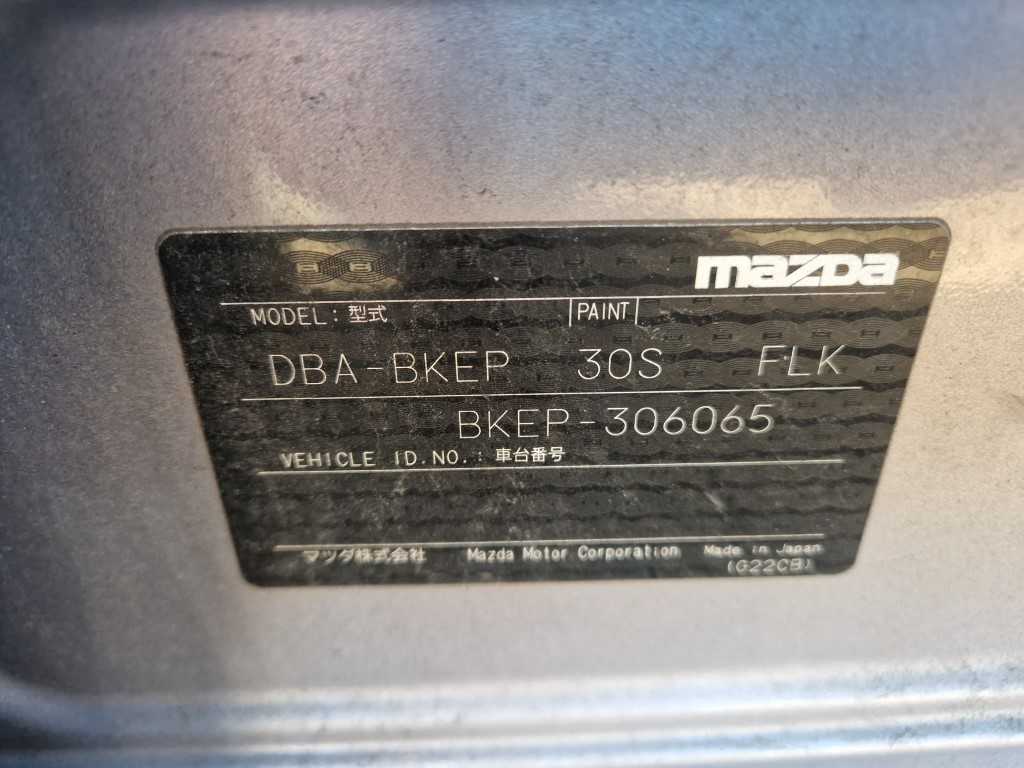 mazda
MODEL: 型式 PAINT
DBA-BKEP 30S FLK
BKEP-306065
VEHICLE ID.NO.: 車台番号
マツダ株式会社 Mazda Motor Corporation Made in Japan
(G22CB)